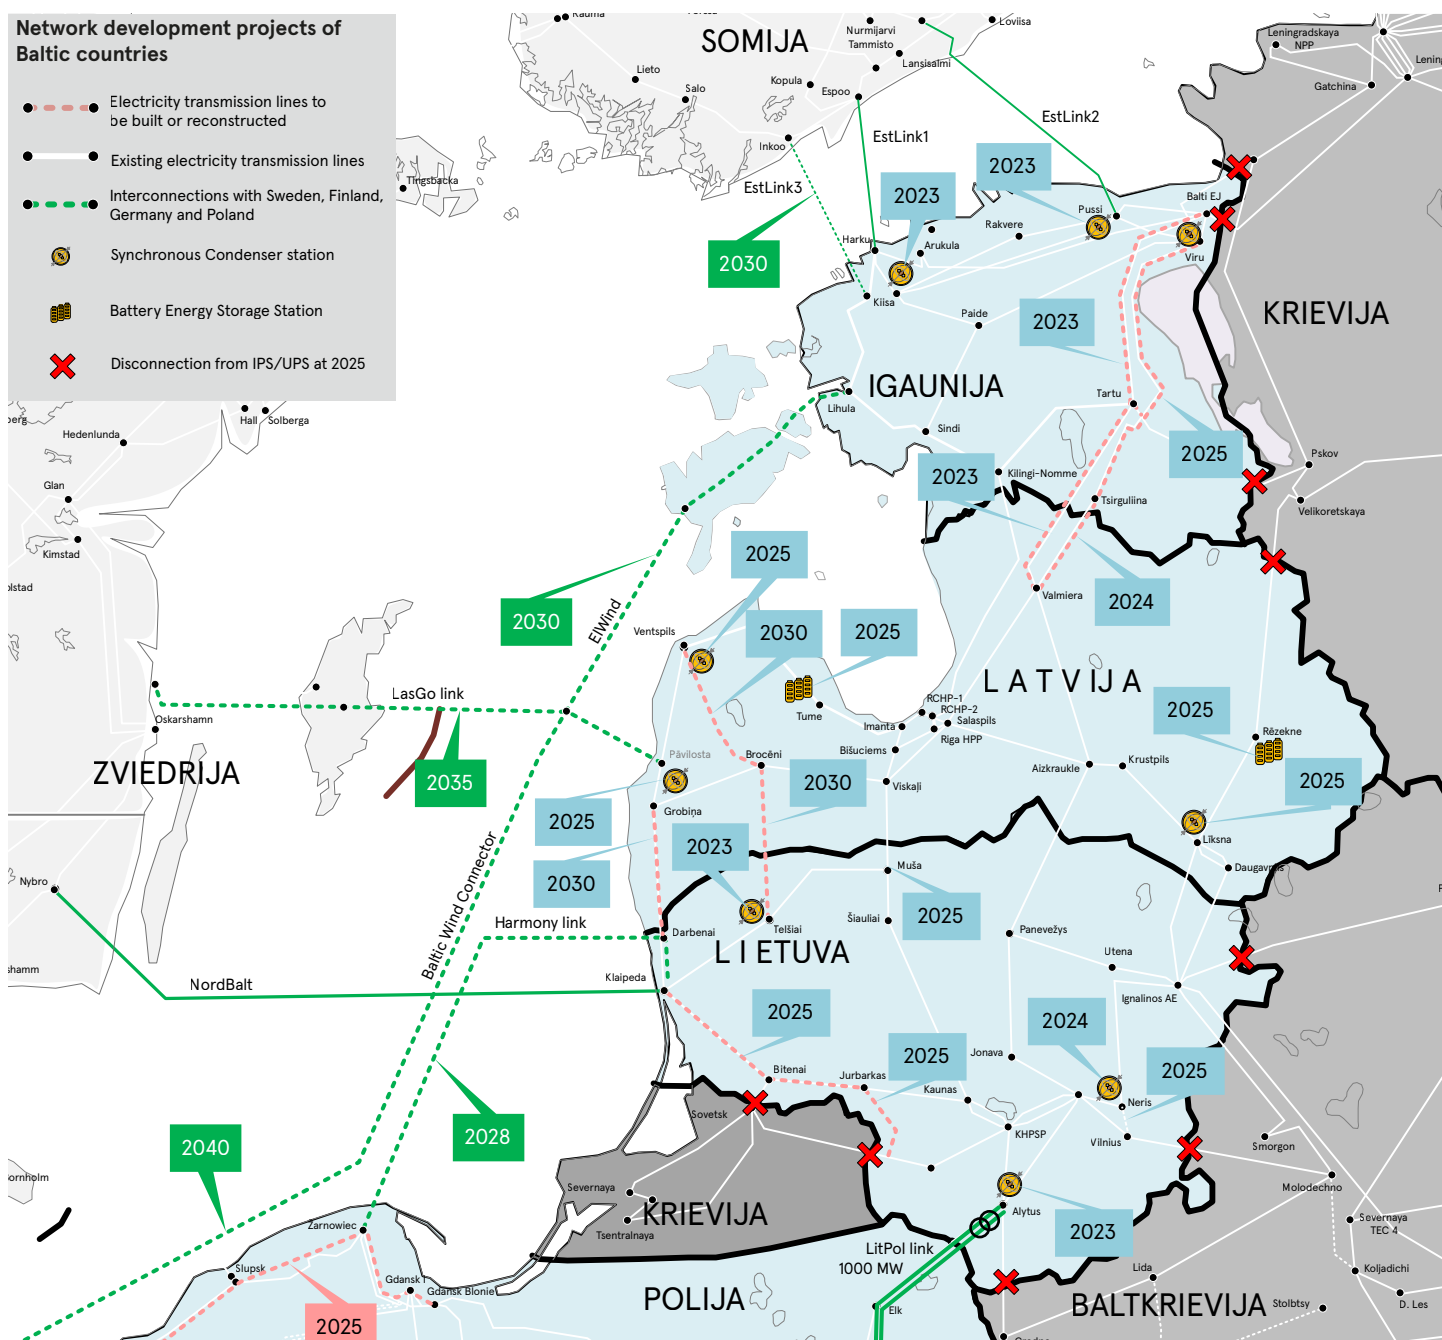 Network development projects of
Baltic countries
Electricity transmission lines to
be built or reconstructed
Existing electricity transmission lines
Interconnections with Sweden, Finland,
Germany and Poland
Synchronous Condenser station
Battery Energy Storage Station
Disconnection from IPS/UPS at 2025
Rauma
SOMIJA
Loviisa
Nurmijarvi
Tammisto
Lansisalmi
Leningradskaya
NPP
Lieto
Salo
Kopula
Espoo
Gatchina
EstLink1
EstLink2
Inkoo
EstLink3
Tingsbacka
2023
2023
2030
Harku
Arukula
Rakvere
Pussi
Balti EJ
Viru
Kiisa
Paide
2023
KRIEVIJA
IGAUNIJA
Lihula
Tartu
Sindi
Hall
Solberga
Hedenlunda
Glan
Kimstad
2023
2025
Kilingi-Nomme
Tsirguliina
Pskov
Velikoretskaya
2025
2030
ElWind
Valmiera
2024
Ventspils
2030
2025
LATVIJA
LasGo link
Tume
RCHP-1
RCHP-2
Salaspils
Imanta
Riga HPP
2025
Rēzekne
Oskarshamn
2035
Pāvilosta
Brocēni
Bišuciems
Viskaļi
Aizkraukle
Krustpils
2025
ZVIEDRIJA
Grobiņa
2030
2025
2023
2030
Līksna
Daugavpils
Nybro
Baltic Wind Connector
Muša
Šiauliai
2025
Harmony link
Darbenai
Telšiai
LIETUVA
Panevežys
Utena
Ignalinos AE
NordBalt
Klaipeda
2025
2024
Bitenai
Jurbarkas
2025
Jonava
Kaunas
2025
Neris
Sovetsk
KHPSP
Vilnius
2028
2040
Smorgon
Molodechno
Severnaya
KRIEVIJA
Tsentralnaya
Alytus
2023
Severnaya
TEC 4
Zarnowiec
LitPol link
1000 MW
Slupsk
Gdansk I
Gdansk Blonie
2025
POLIJA
Elk
Lida
BALTKRIEVIJA
Stolbtsy
Koljadichi
D. Les